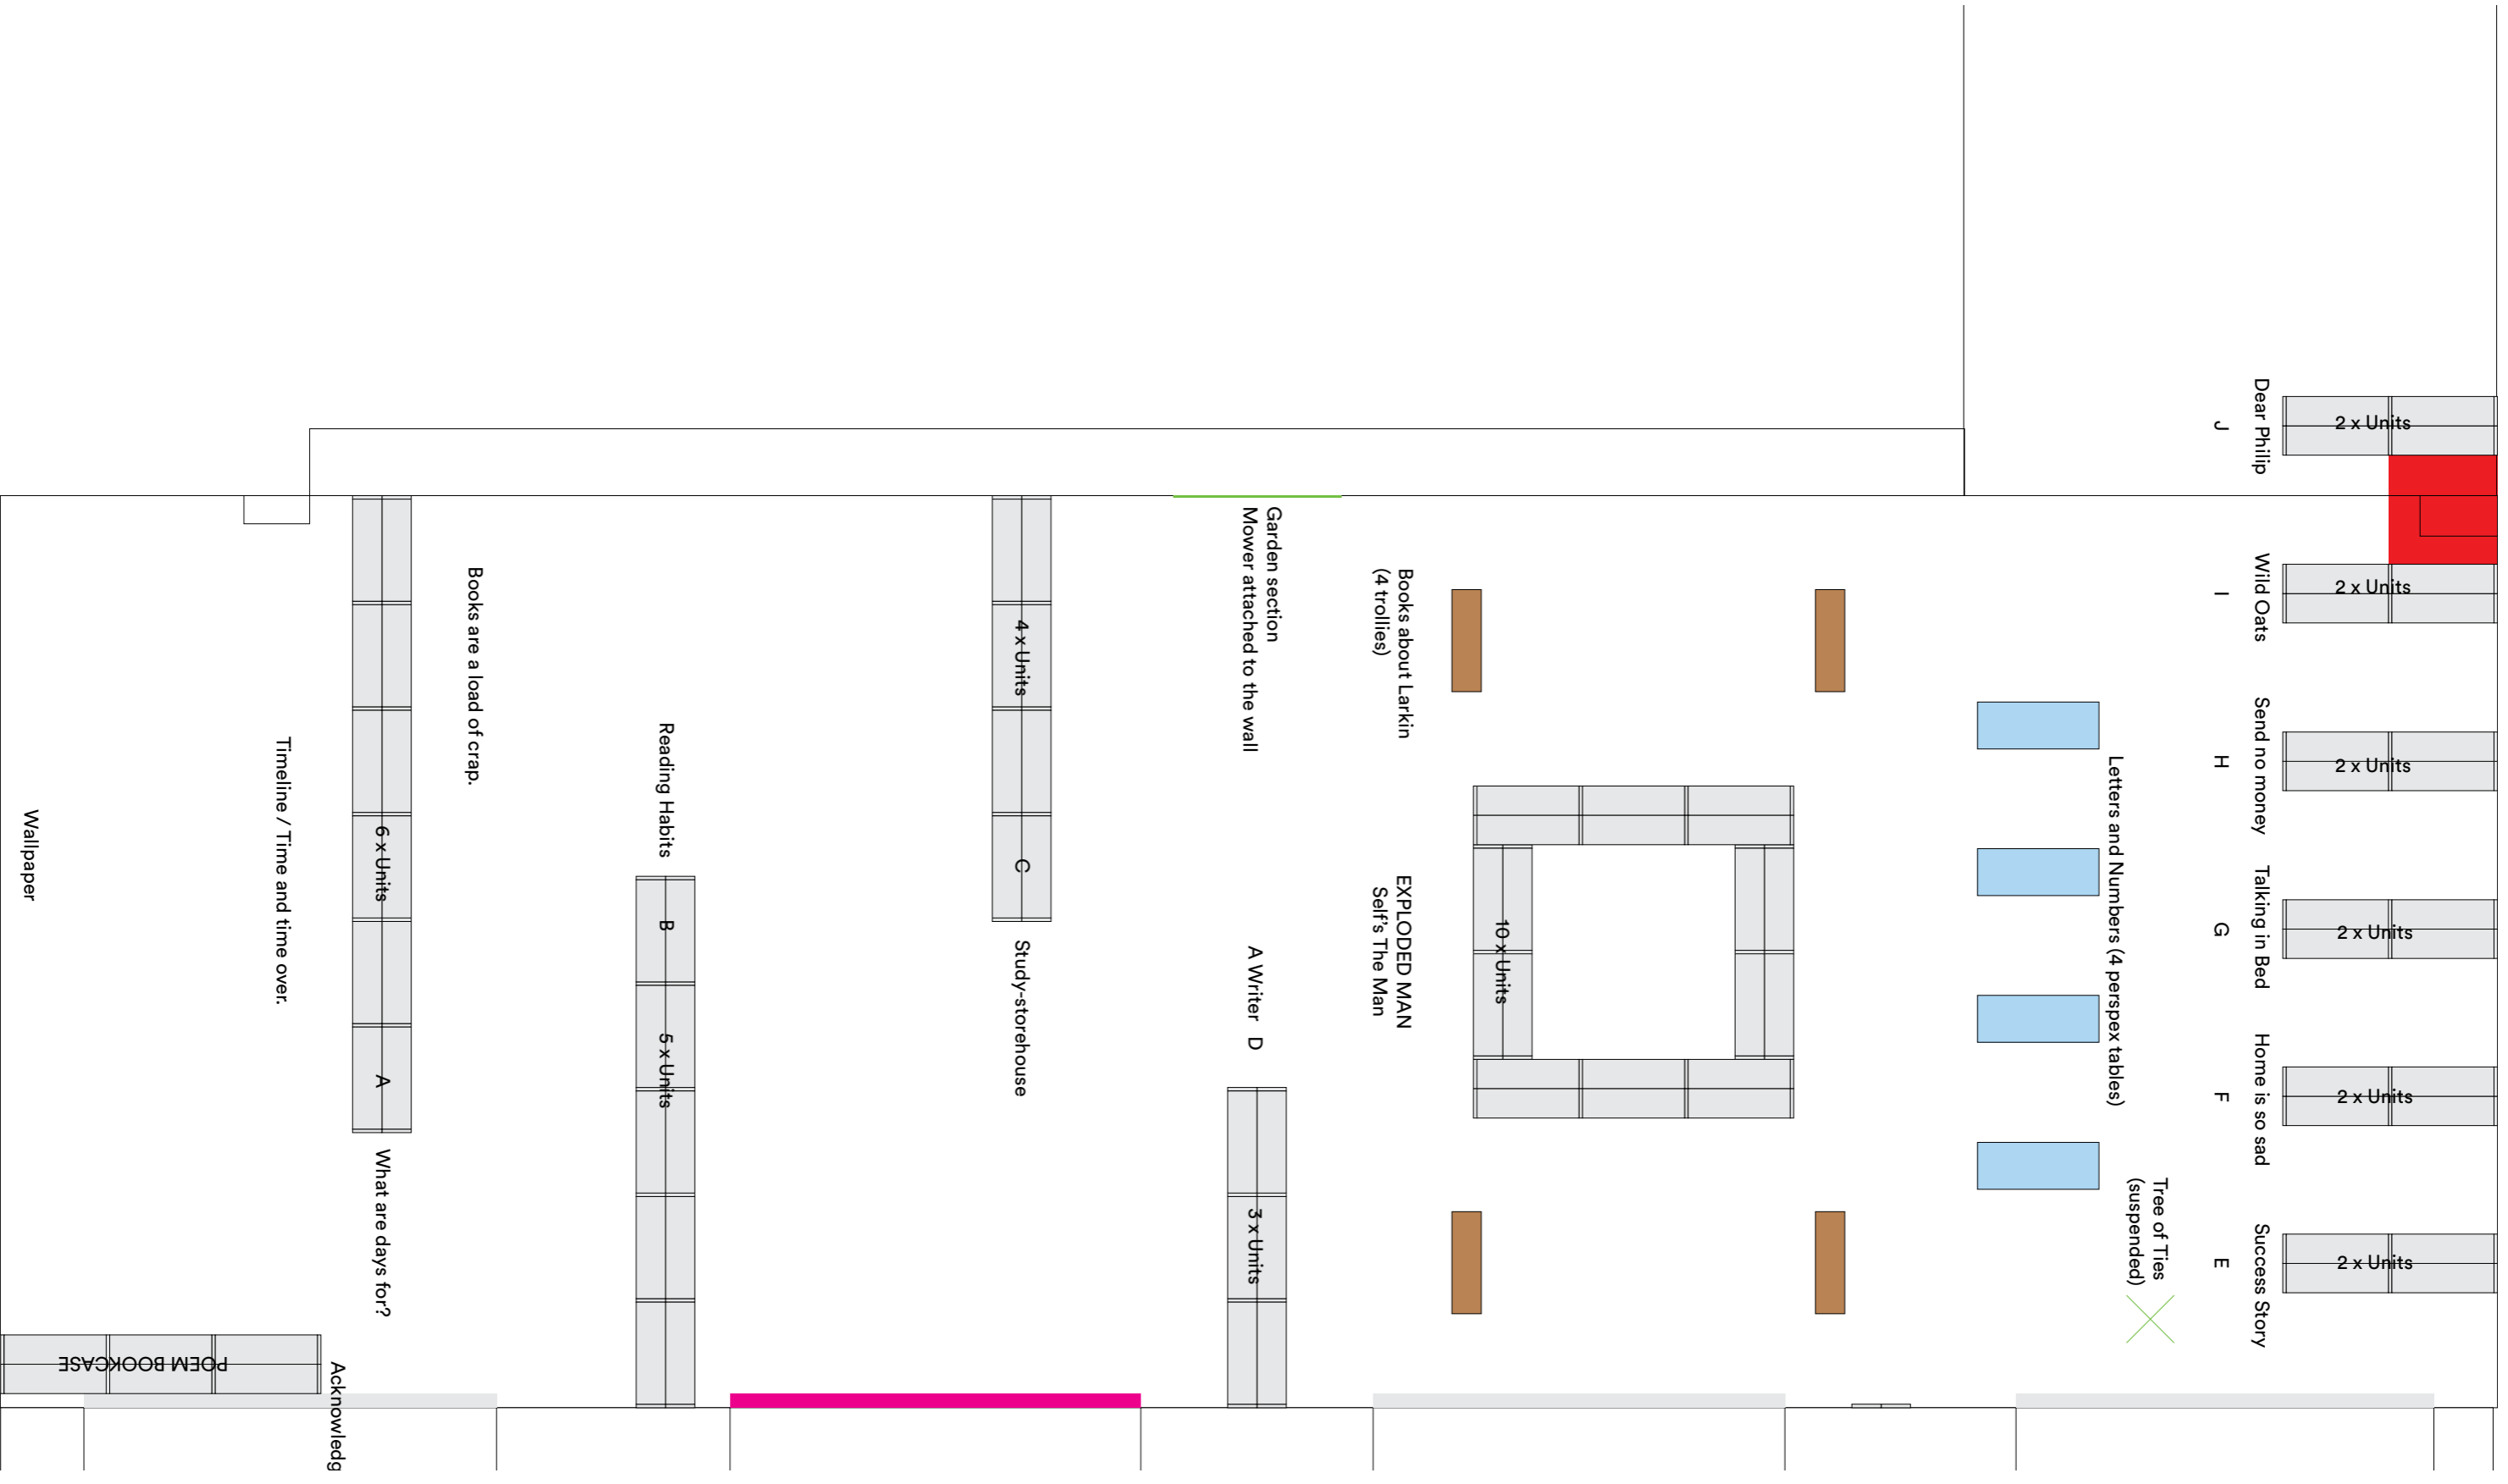 Wallpaper
POEM BOOKCASE
Acknowledg
Timeline / Time and time over.
6 x Units
A
What are days for?
Books are a load of crap.
Reading Habits
B
5 x Units
4 x Units
C
Study-storehouse
Garden section
Mower attached to the wall
A Writer D
3 x Units
Books about Larkin
(4 trollies)
EXPLODED MAN
Self's The Man
10 x Units
Letters and Numbers (4 perspex tables)
Tree of Ties
(suspended)
Dear Philip
J
2 x Units
Wild Oats
I
2 x Units
Send no money
H
2 x Units
Talking in Bed
G
2 x Units
Home is so sad
F
2 x Units
Success Story
E
2 x Units